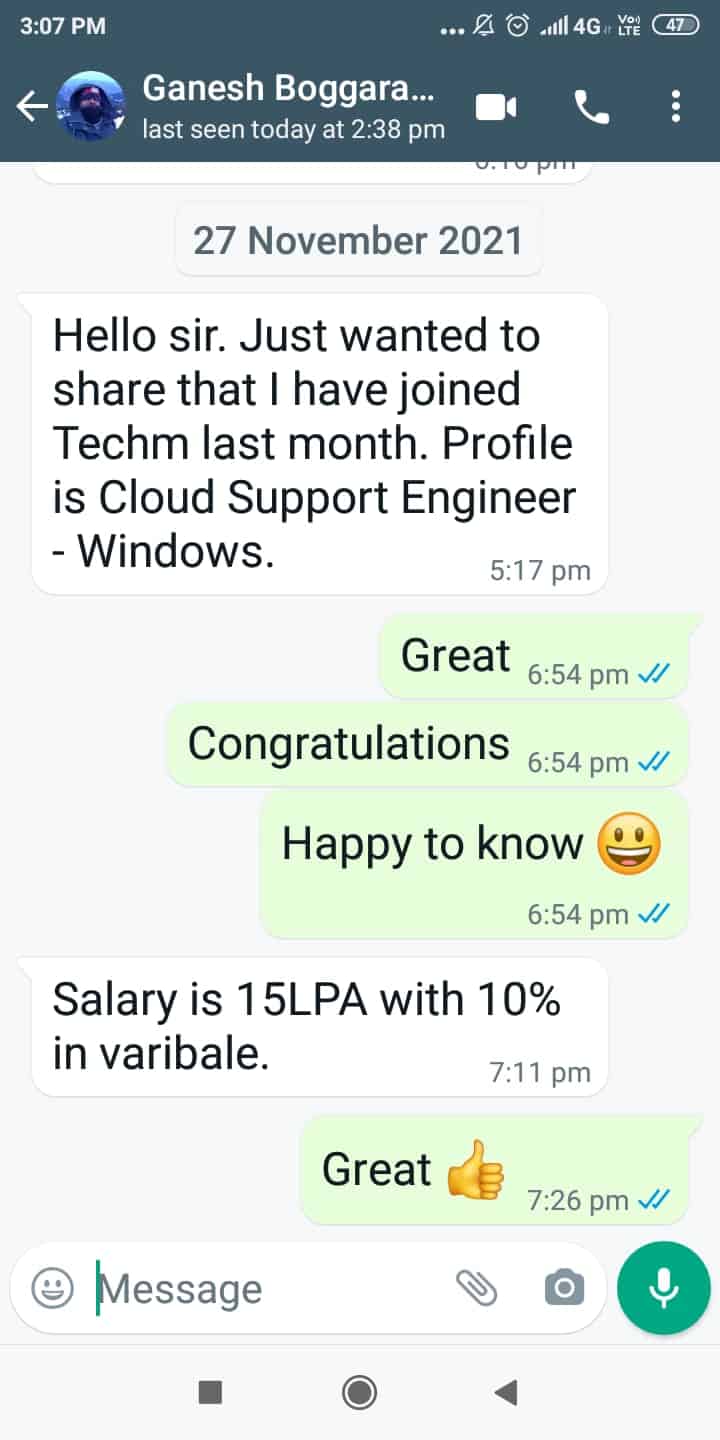 3:07 PM
4G
Vo)
LTE
47
Ganesh Boggara...
last seen today at 2:38 pm
27 November 2021
Hello sir. Just wanted to
share that I have joined
Techm last month. Profile
is Cloud Support Engineer
- Windows.
5:17 pm
Great
6:54 pm
Congratulations
6:54 pm
Happy to know
6:54 pm
Salary is 15LPA with 10%
in varibale.
7:11 pm
Great
7:26 pm
Message